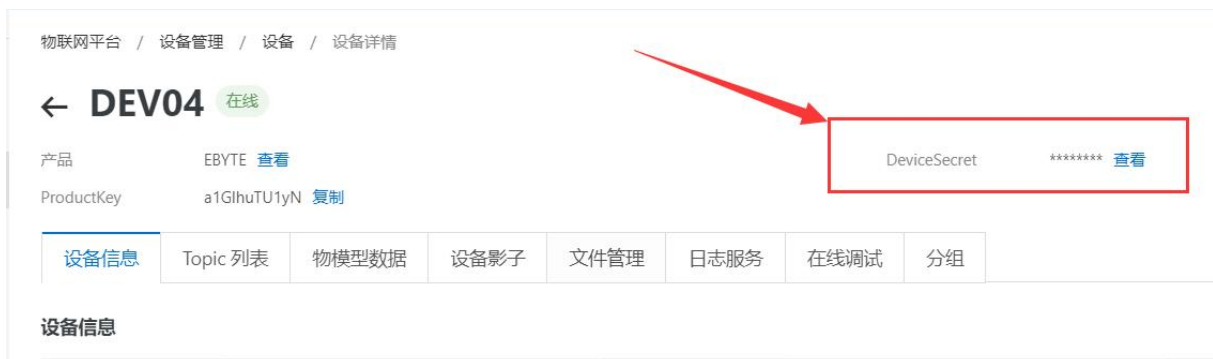 物联网平台 / 设备管理 / 设备 / 设备详情
← DEV04 在线
产品 EBYTE 查看 DeviceSecret ******** 查看
ProductKey a1GIhuTU1yN 复制
设备信息 Topic 列表 物模型数据 设备影子 文件管理 日志服务 在线调试 分组
设备信息